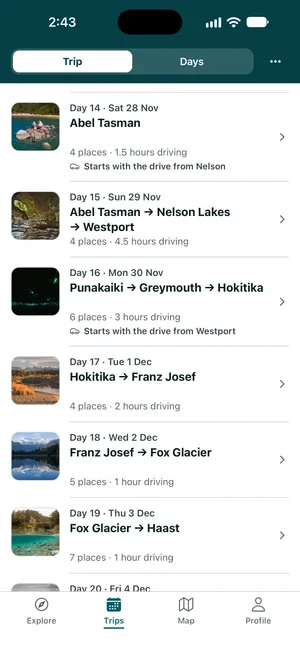 2:43
Trip
Days
Day 14 · Sat 28 Nov
Abel Tasman
4 places · 1.5 hours driving
Starts with the drive from Nelson
Day 15 · Sun 29 Nov
Abel Tasman → Nelson Lakes
→ Westport
4 places · 4.5 hours driving
Day 16 · Mon 30 Nov
Punakaiki → Greymouth → Hokitika
6 places · 3 hours driving
Starts with the drive from Westport
Day 17 · Tue 1 Dec
Hokitika → Franz Josef
4 places · 2 hours driving
Day 18 · Wed 2 Dec
Franz Josef → Fox Glacier
5 places · 1 hour driving
Day 19 · Thu 3 Dec
Fox Glacier → Haast
7 places · 1 hour driving
Day 20 · Fri 4 Dec
Explore
Trips
Map
Profile